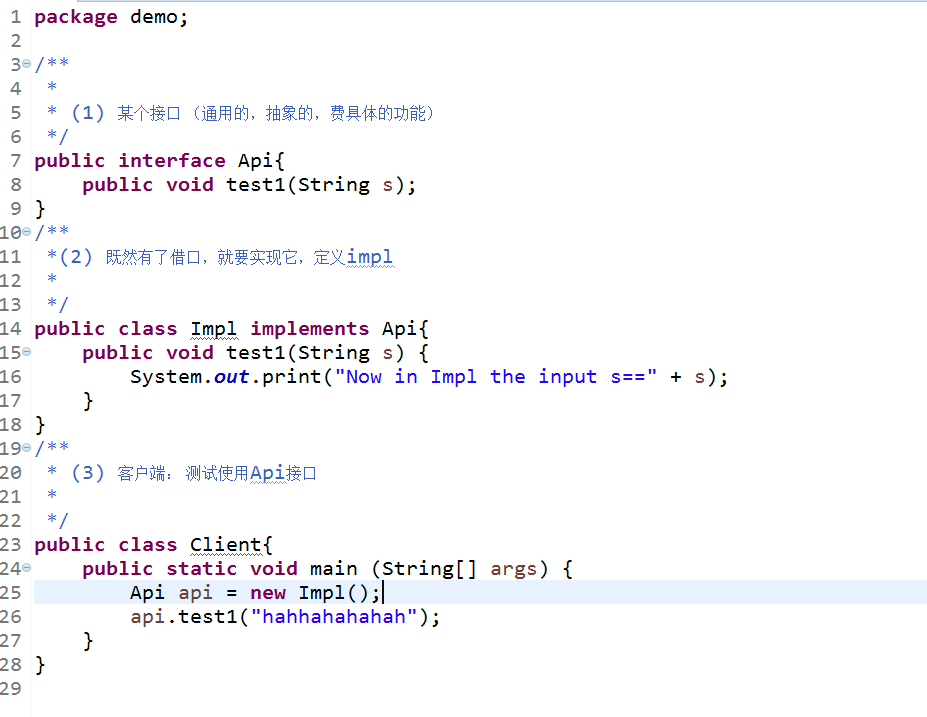 1 package demo;
2
3 /**
4 *
5 * (1) 某个接口（通用的，抽象的，费具体的功能）
6 */
7 public interface Api{
8 public void test1(String s);
9 }
10 /**
11 *(2) 既然有了借口，就要实现它，定义impl
12 *
13 */
14 public class Impl implements Api{
15 public void test1(String s) {
16 System.out.print("Now in Impl the input s==" + s);
17 }
18 }
19 /**
20 * (3) 客户端：测试使用Api接口
21 *
22 */
23 public class Client{
24 public static void main (String[] args) {
25 Api api = new Impl();
26 api.test1("hahhahahahah");
27 }
28 }
29